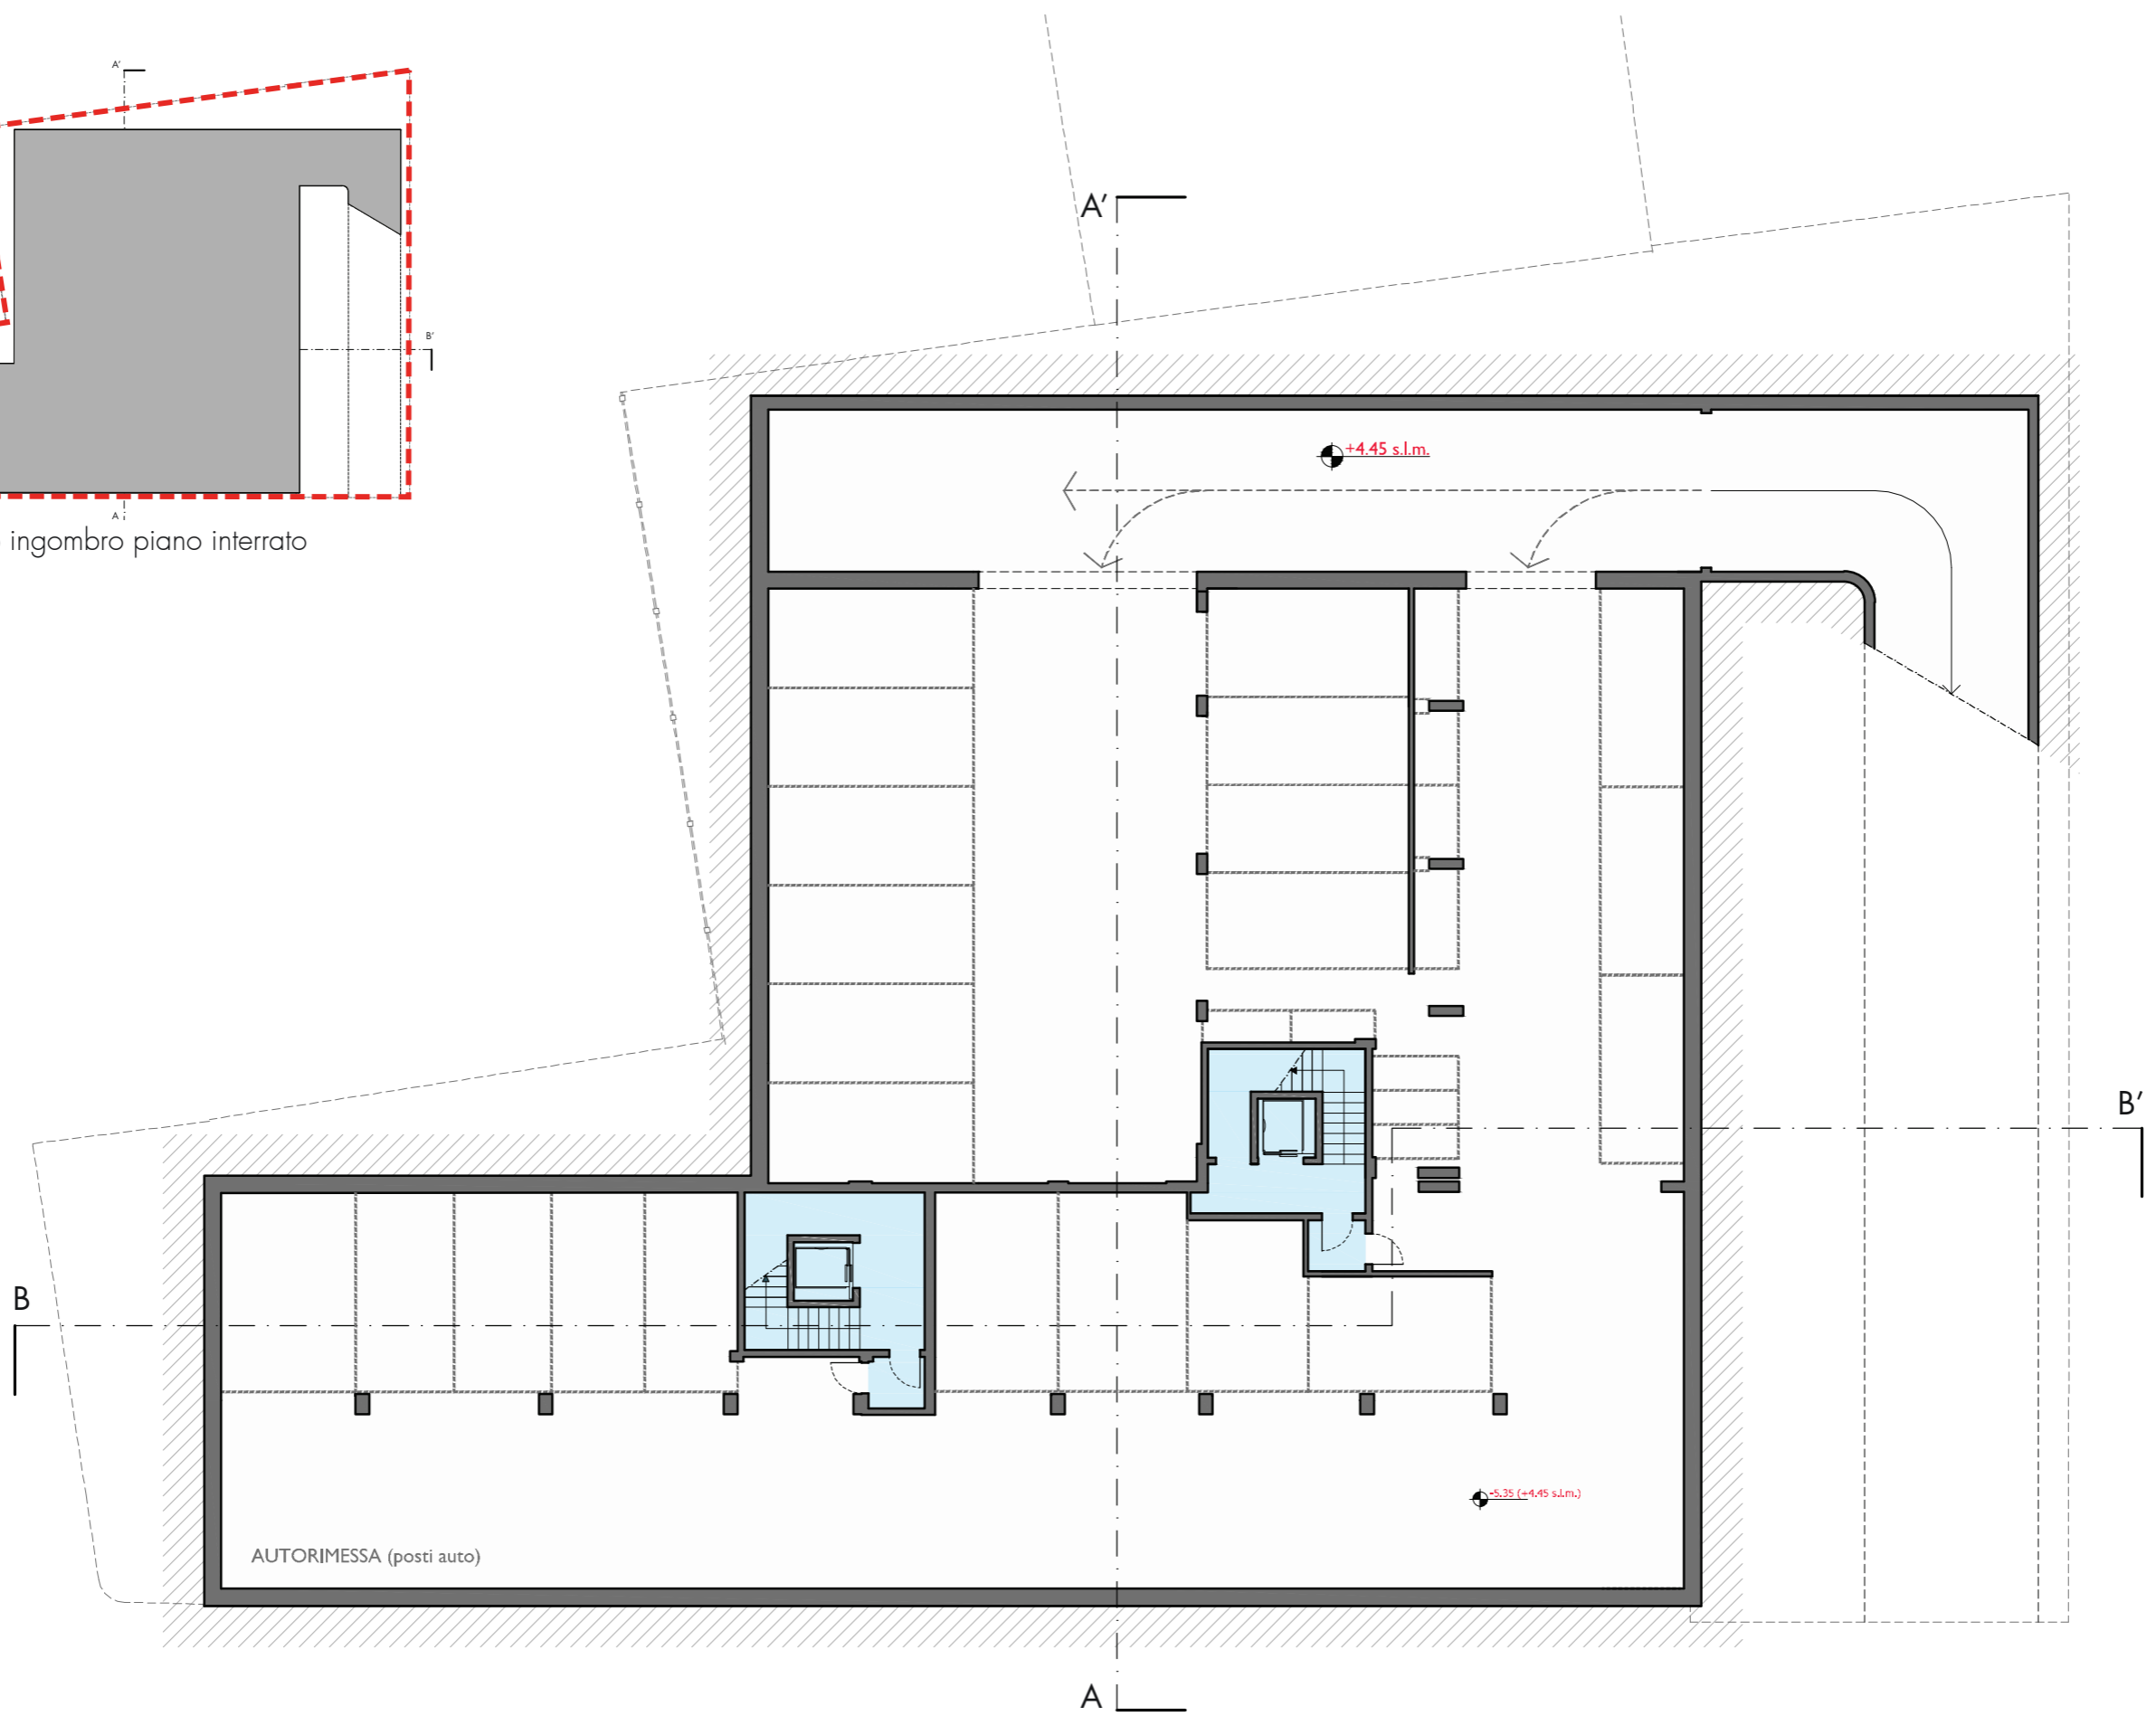 A'
B'
A
ingombro piano interrato
A'
+4.45 s.l.m.
B'
B
-5.35 (+4.45 s.l.m.)
AUTORIMESSA (posti auto)
A